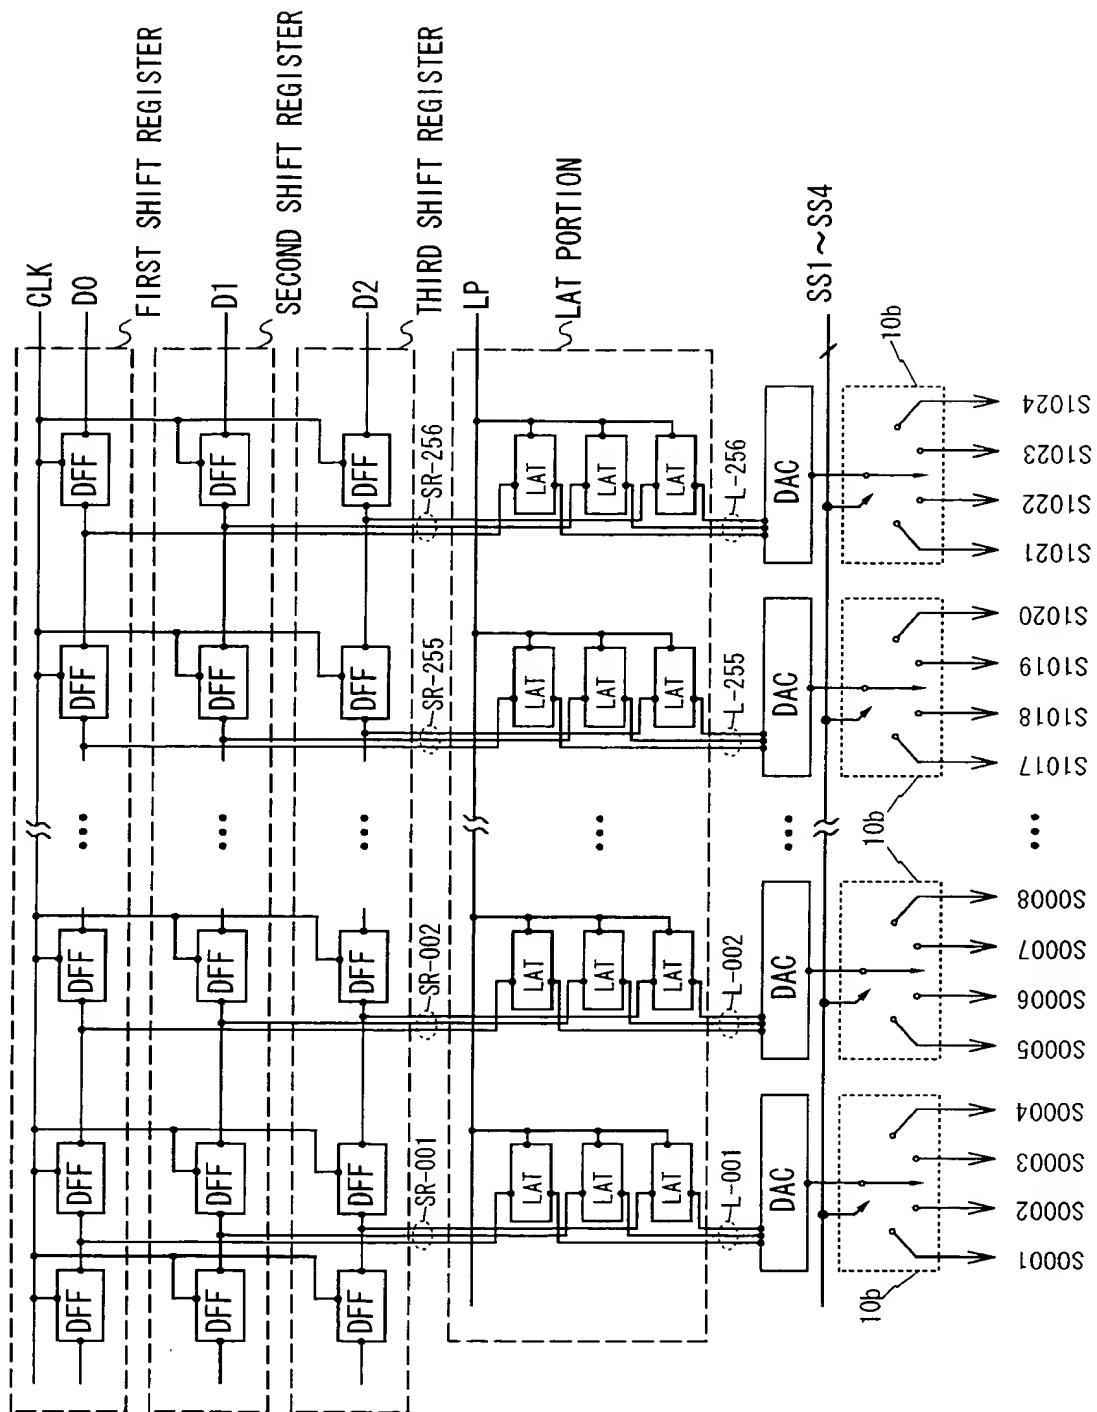 CLK
D0
FIRST SHIFT REGISTER
DFF DFF ... DFF DFF DFF
D1
SECOND SHIFT REGISTER
DFF DFF ... DFF DFF DFF
D2
THIRD SHIFT REGISTER
DFF DFF ... DFF DFF DFF
SR-001 SR-002 SR-255 SR-256
LP
LAT PORTION
LAT LAT ... LAT LAT
LAT LAT ... LAT LAT
LAT LAT ... LAT LAT
L-001 L-002 L-255 L-256
DAC DAC ... DAC DAC
SS1~SS4
10b 10b 10b 10b
S0001 S0002 S0003 S0004 S0005 S0006 S0007 S0008 ... S1017 S1018 S1019 S1020 S1021 S1022 S1023 S1024